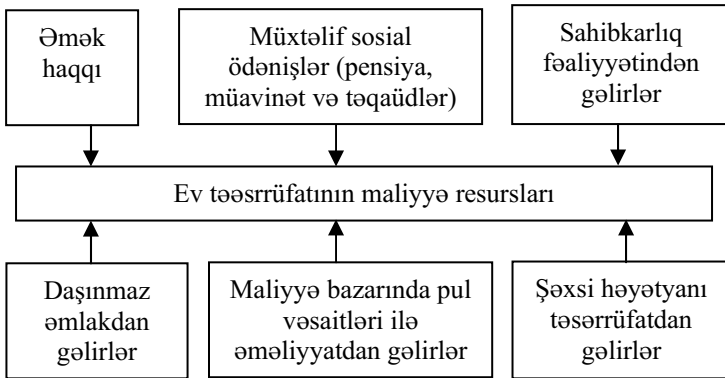 Əmək
haqqı
Müxtəlif sosial
ödənişlər (pensiya,
müavinət və təqaüdlər)
Sahibkarlıq
fəaliyyətindən
gəlirlər
Ev təəsrrüfatının maliyyə resursları
Daşınmaz
əmlakdan
gəlirlər
Maliyyə bazarında pul
vəsaitləri ilə
əməliyyatdan gəlirlər
Şəxsi həyətyanı
təsərrüfatdan
gəlirlər